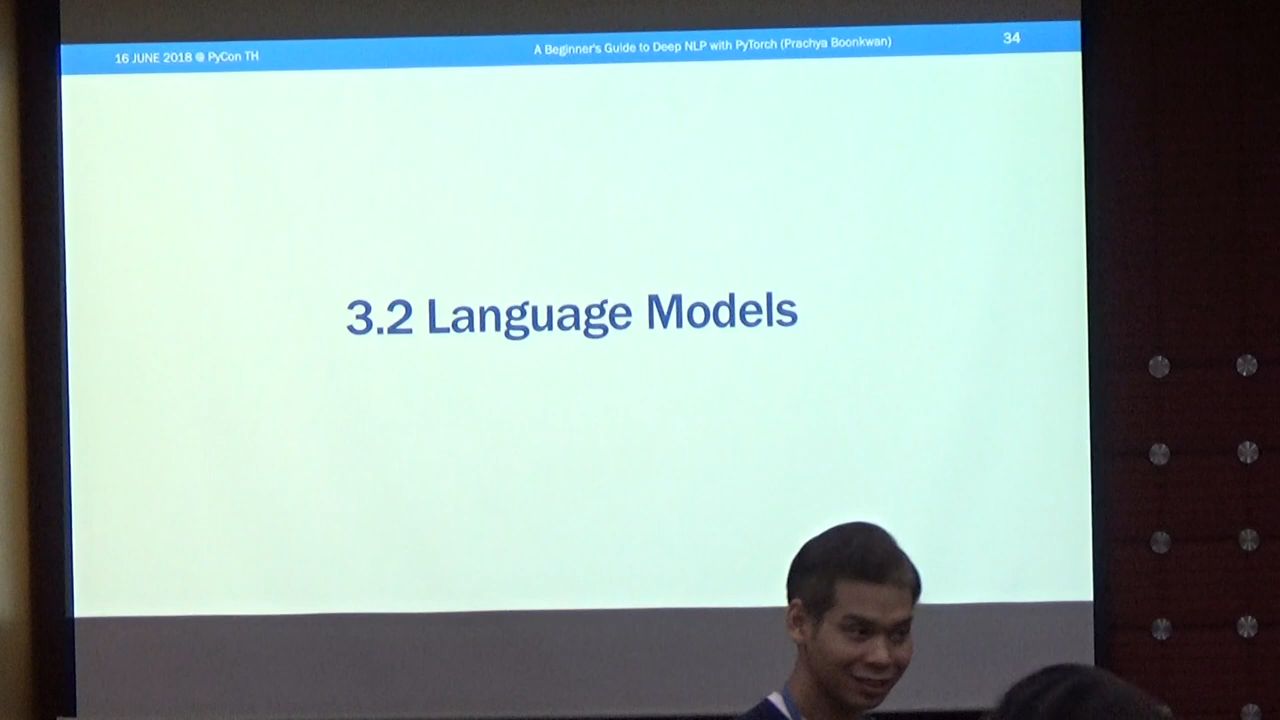 16 JUNE 2018 @ PyCon TH
A Beginner's Guide to Deep NLP with PyTorch (Prachya Boonkwan)
34
3.2 Language Models